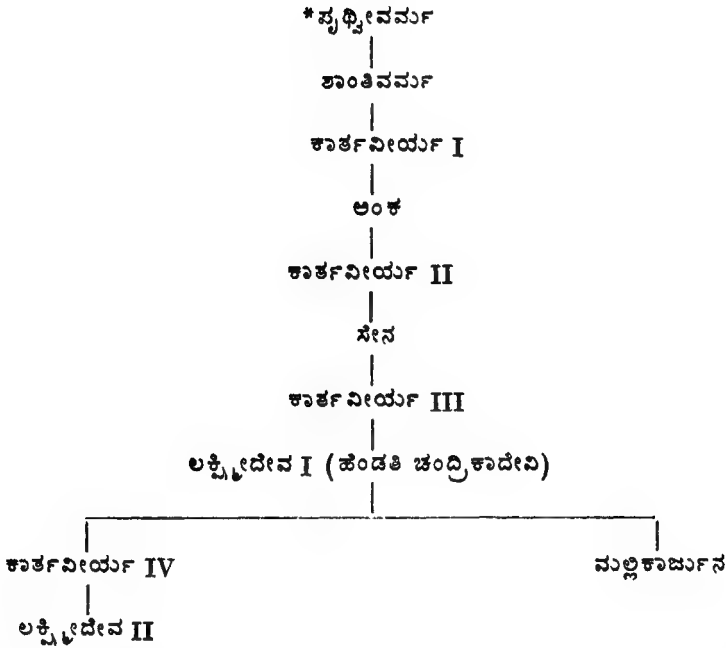 *ಪೃಥ್ವೀವರ್ಮ
ಶಾಂತಿವರ್ಮ
ಕಾರ್ತವೀರ್ಯ I
ಅಂಕ
ಕಾರ್ತವೀರ್ಯ II
ಸೇನ
ಕಾರ್ತವೀರ್ಯ III
ಲಕ್ಷ್ಮೀದೇವ I (ಹೆಂಡತಿ ಚಂದ್ರಿಕಾದೇವಿ)
ಕಾರ್ತವೀರ್ಯ IV ಮಲ್ಲಿಕಾರ್ಜುನ
ಲಕ್ಷ್ಮೀದೇವ II